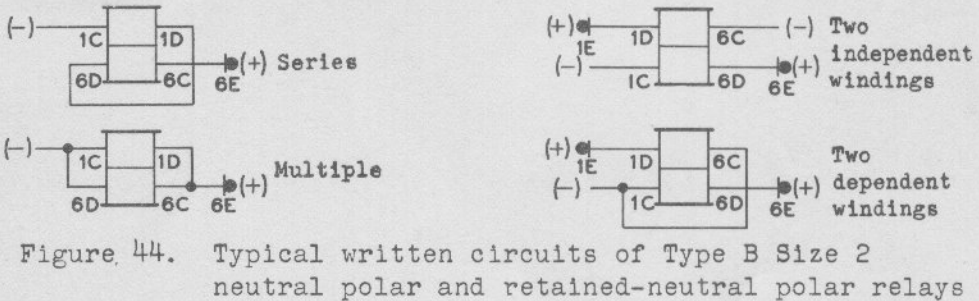 (-) 1C 1D 6D 6C 6E (+) Series
(+) 1E 1D 6C (-) Two
independent
windings
(-) 1C 6D 6E (+)
(-) 1C 1D 6D 6C 6E (+) Multiple
(+) 1E 1D 6C Two
dependent
windings
(-) 1C 6D 6E (+)
Figure 44. Typical written circuits of Type B Size 2
neutral polar and retained-neutral polar relays